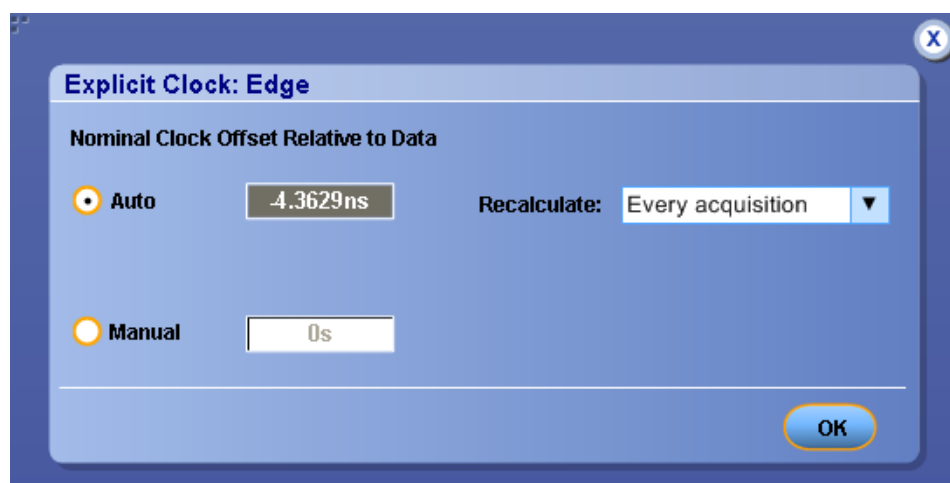 X
Explicit Clock: Edge
Nominal Clock Offset Relative to Data
Auto -4.3629ns Recalculate: Every acquisition
Manual 0s
OK